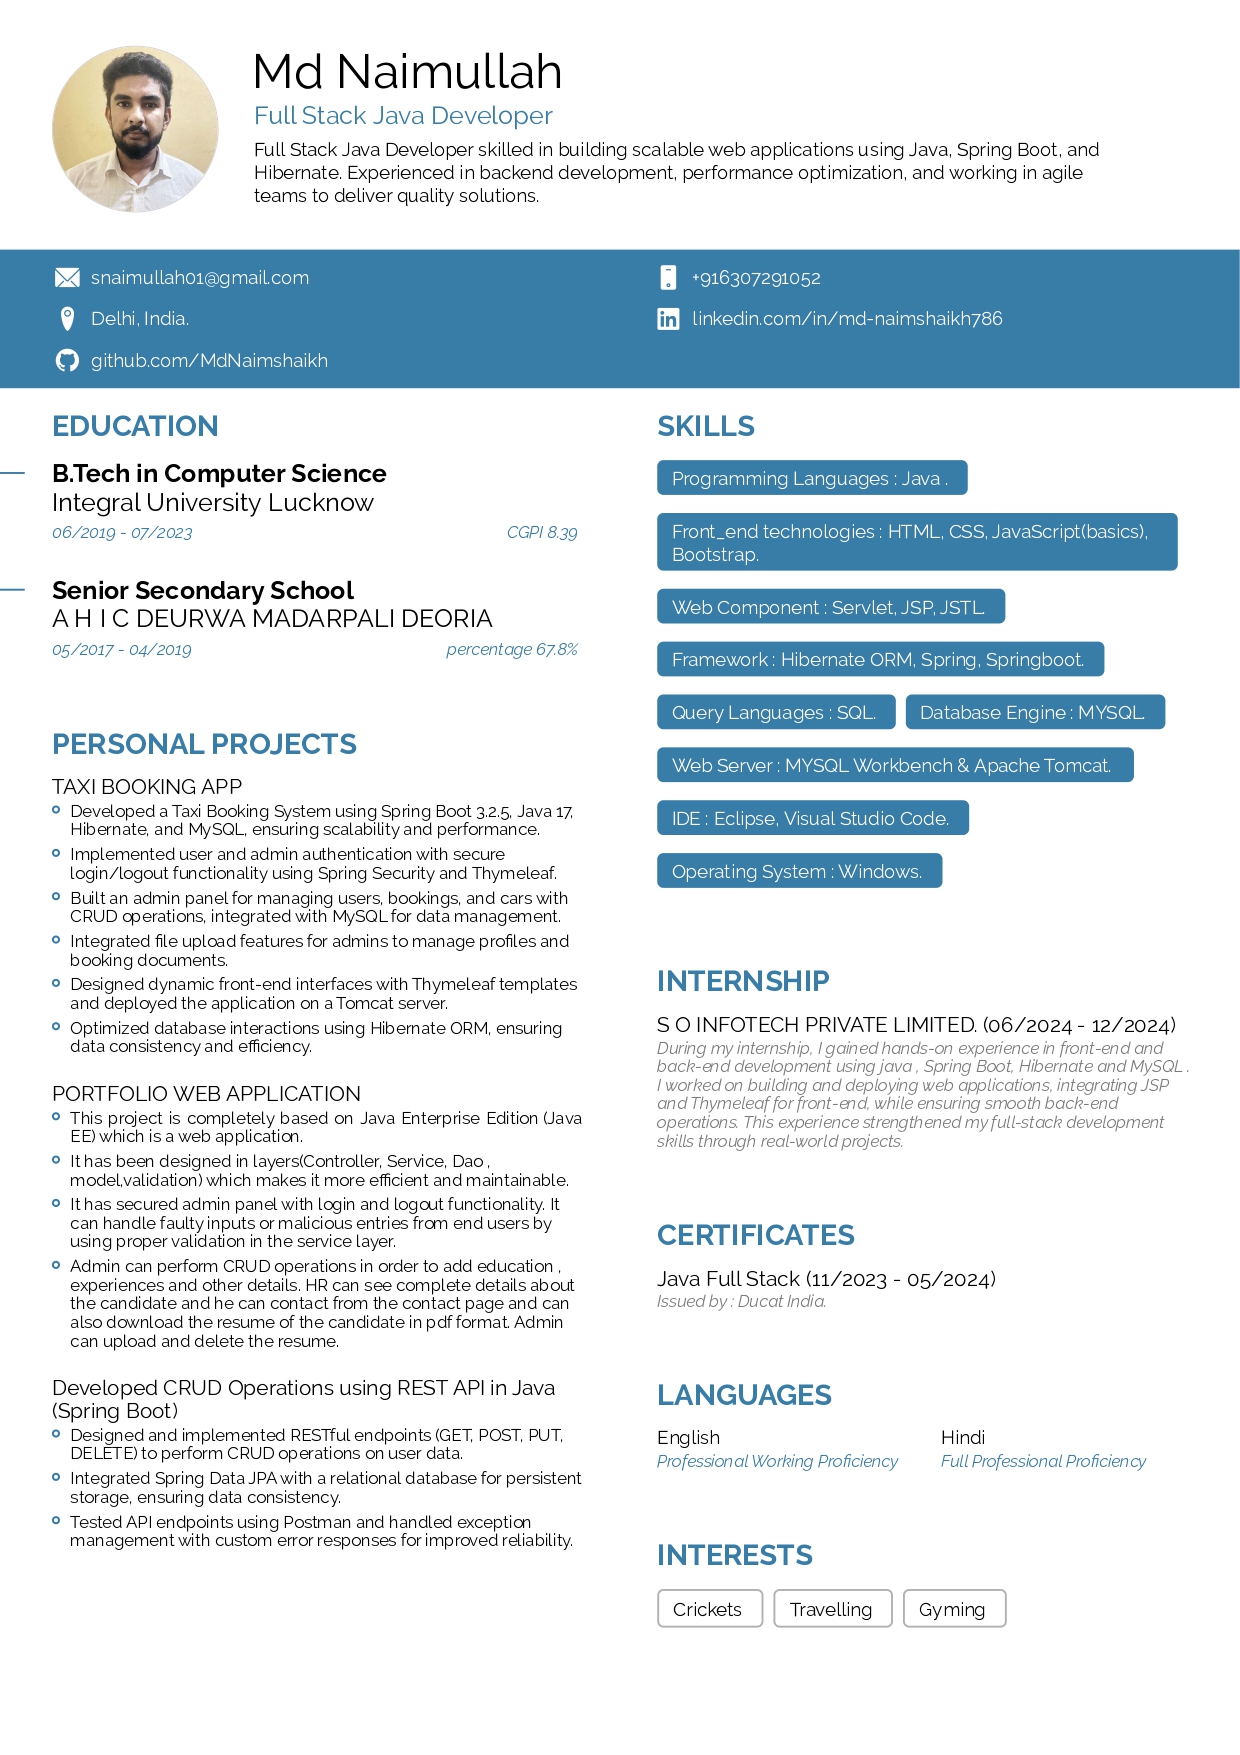 Md Naimullah
Full Stack Java Developer
Full Stack Java Developer skilled in building scalable web applications using Java, Spring Boot, and
Hibernate. Experienced in backend development, performance optimization, and working in agile
teams to deliver quality solutions.
snaimullah01@gmail.com
+916307291052
Delhi, India.
linkedin.com/in/md-naimshaikh786
github.com/MdNaimshaikh
EDUCATION
B.Tech in Computer Science
Integral University Lucknow
06/2019 - 07/2023 CGPI 8.39
Senior Secondary School
A H I C DEURWA MADARPALI DEORIA
05/2017 - 04/2019 percentage 67.8%
PERSONAL PROJECTS
TAXI BOOKING APP
Developed a Taxi Booking System using Spring Boot 3.2.5, Java 17,
Hibernate, and MySQL, ensuring scalability and performance.
Implemented user and admin authentication with secure
login/logout functionality using Spring Security and Thymeleaf.
Built an admin panel for managing users, bookings, and cars with
CRUD operations, integrated with MySQL for data management.
Integrated file upload features for admins to manage profiles and
booking documents.
Designed dynamic front-end interfaces with Thymeleaf templates
and deployed the application on a Tomcat server.
Optimized database interactions using Hibernate ORM, ensuring
data consistency and efficiency.
PORTFOLIO WEB APPLICATION
This project is completely based on Java Enterprise Edition (Java
EE) which is a web application.
It has been designed in layers(Controller, Service, Dao ,
model,validation) which makes it more efficient and maintainable.
It has secured admin panel with login and logout functionality. It
can handle faulty inputs or malicious entries from end users by
using proper validation in the service layer.
Admin can perform CRUD operations in order to add education ,
experiences and other details. HR can see complete details about
the candidate and he can contact from the contact page and can
also download the resume of the candidate in pdf format. Admin
can upload and delete the resume.
Developed CRUD Operations using REST API in Java
(Spring Boot)
Designed and implemented RESTful endpoints (GET, POST, PUT,
DELETE) to perform CRUD operations on user data.
Integrated Spring Data JPA with a relational database for persistent
storage, ensuring data consistency.
Tested API endpoints using Postman and handled exception
management with custom error responses for improved reliability.
SKILLS
Programming Languages : Java .
Front_end technologies : HTML, CSS, JavaScript(basics),
Bootstrap.
Web Component : Servlet, JSP, JSTL.
Framework : Hibernate ORM, Spring, Springboot.
Query Languages : SQL.
Database Engine : MYSQL.
Web Server : MYSQL Workbench & Apache Tomcat.
IDE : Eclipse, Visual Studio Code.
Operating System : Windows.
INTERNSHIP
S O INFOTECH PRIVATE LIMITED. (06/2024 - 12/2024)
During my internship, I gained hands-on experience in front-end and
back-end development using java , Spring Boot, Hibernate and MySQL .
I worked on building and deploying web applications, integrating JSP
and Thymeleaf for front-end, while ensuring smooth back-end
operations. This experience strengthened my full-stack development
skills through real-world projects.
CERTIFICATES
Java Full Stack (11/2023 - 05/2024)
Issued by : Ducat India.
LANGUAGES
English
Professional Working Proficiency
Hindi
Full Professional Proficiency
INTERESTS
Crickets
Travelling
Gyming